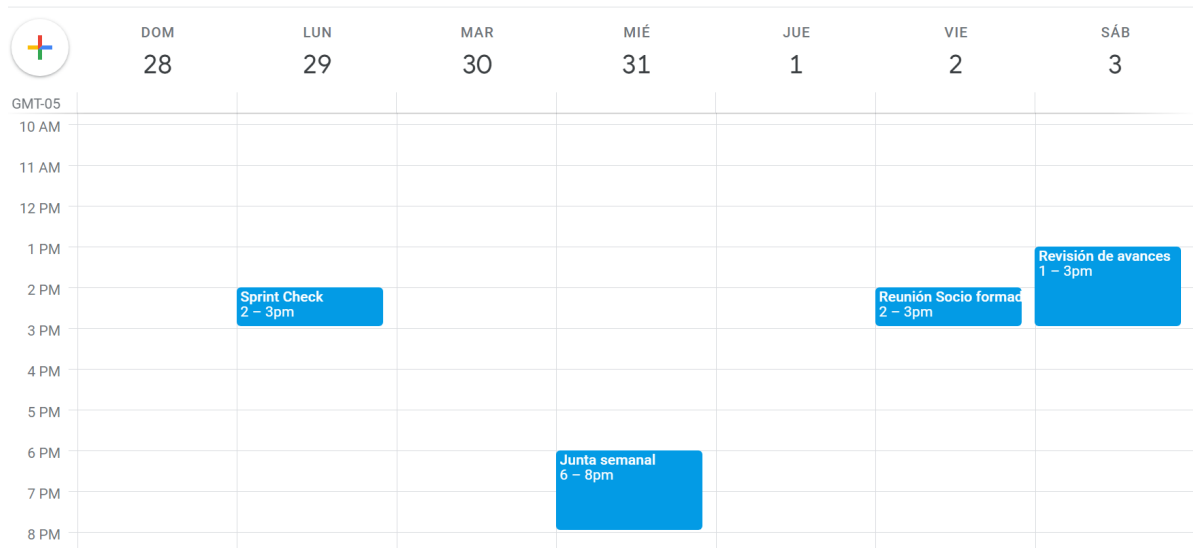 DOM LUN MAR MIÉ JUE VIE SÁB
28 29 30 31 1 2 3
GMT-05
10 AM
11 AM
12 PM
1 PM
Revisión de avances
1 – 3pm
2 PM
Sprint Check
2 – 3pm
Reunión Socio formad
2 – 3pm
3 PM
4 PM
5 PM
6 PM
Junta semanal
6 – 8pm
7 PM
8 PM